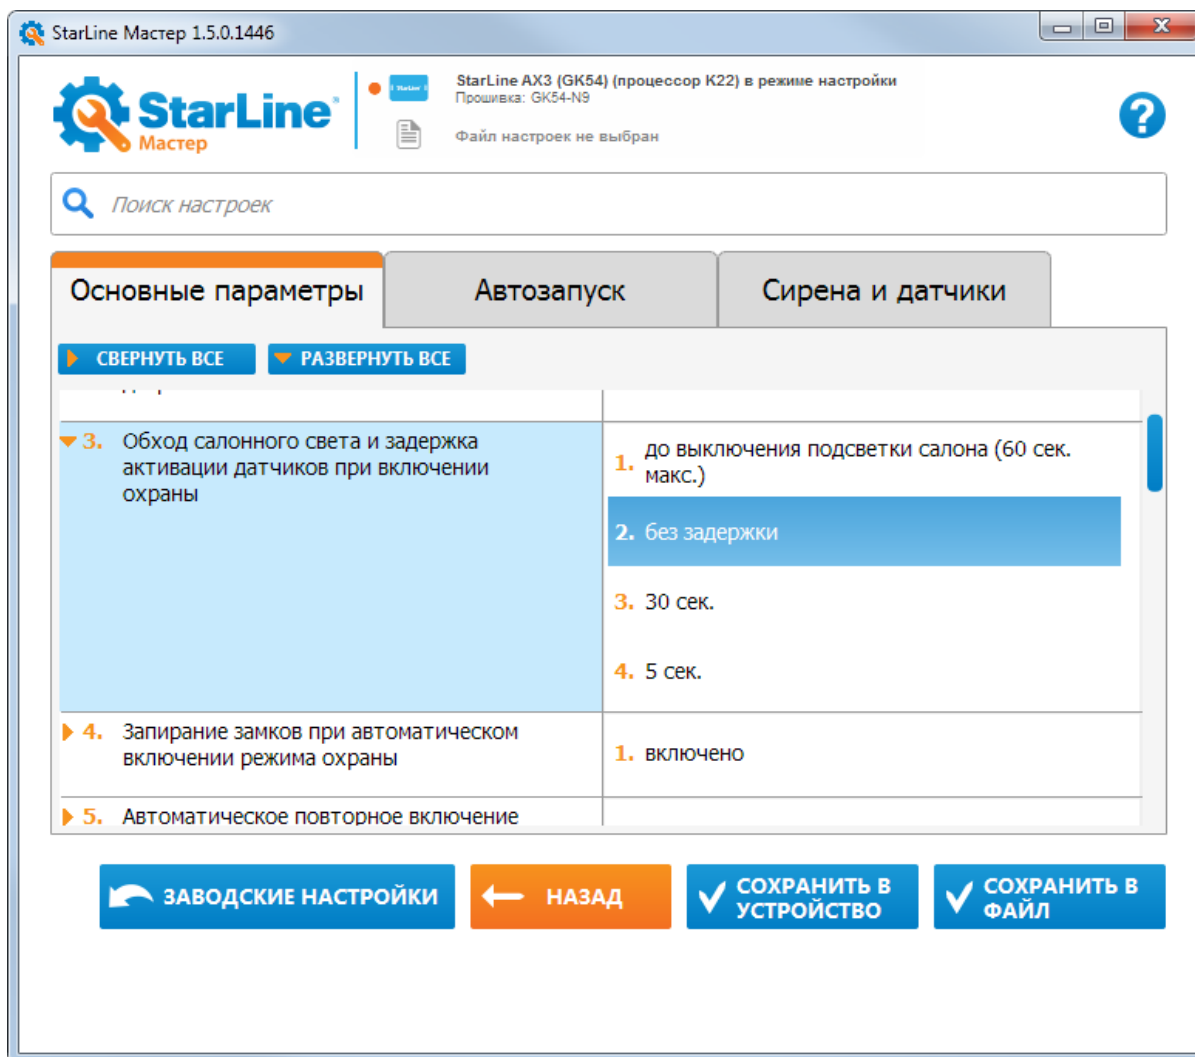 StarLine Мастер 1.5.0.1446
StarLine
Мастер
StarLine AX3 (GK54) (процессор K22) в режиме настройки
Прошивка: GK54-N9
Файл настроек не выбран
?
Поиск настроек
Основные параметры
Автозапуск
Сирена и датчики
СВЕРНУТЬ ВСЕ
РАЗВЕРНУТЬ ВСЕ
3. Обход салонного света и задержка
активации датчиков при включении
охраны
1. до выключения подсветки салона (60 сек.
макс.)
2. без задержки
3. 30 сек.
4. 5 сек.
4. Запирание замков при автоматическом
включении режима охраны
1. включено
5. Автоматическое повторное включение
ЗАВОДСКИЕ НАСТРОЙКИ
НАЗАД
СОХРАНИТЬ В
УСТРОЙСТВО
СОХРАНИТЬ В
ФАЙЛ